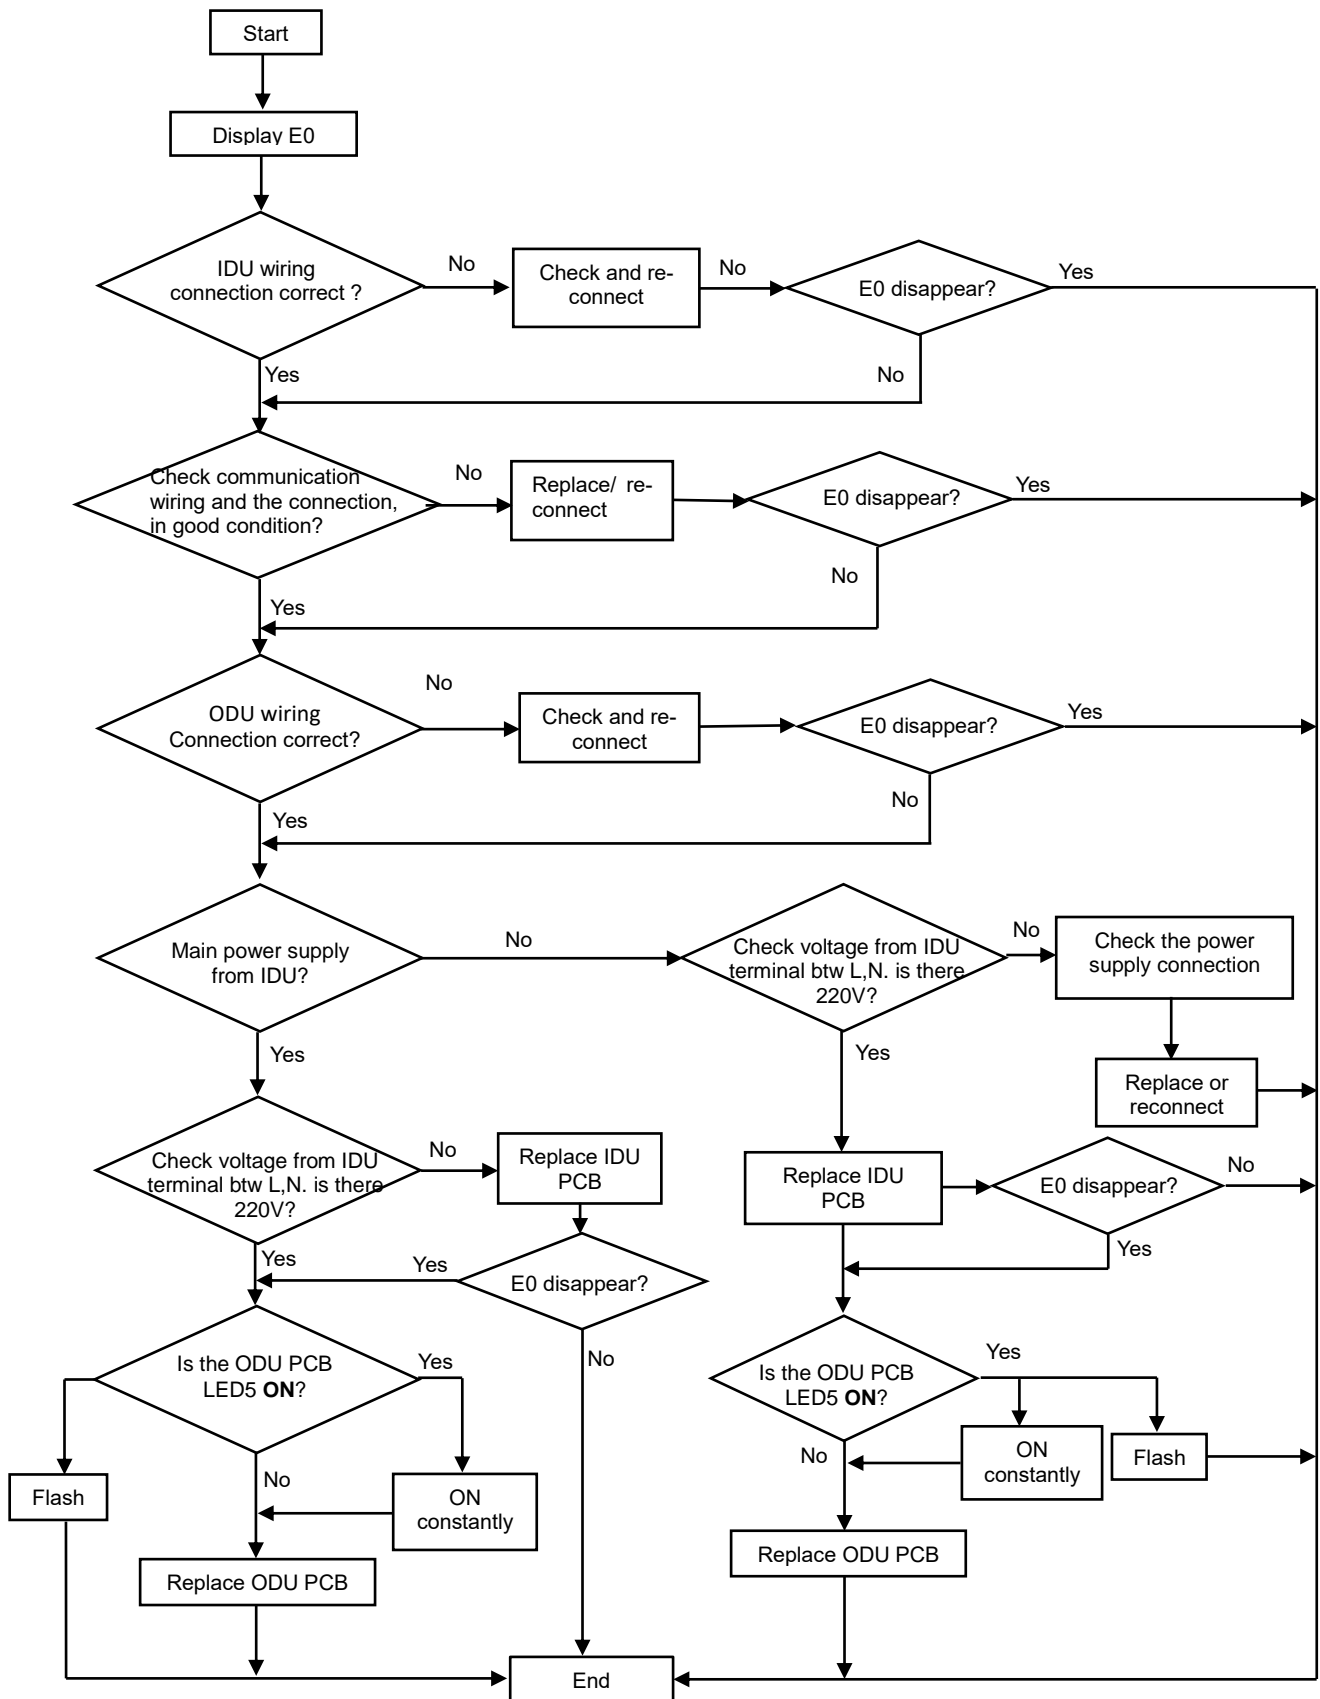 Start
Display E0
IDU wiring
connection correct ?
No
Check and re-
connect
No
E0 disappear?
Yes
Yes
No
Check communication
wiring and the connection,
in good condition?
No
Replace/ re-
connect
E0 disappear?
Yes
No
Yes
ODU wiring
Connection correct?
No
Check and re-
connect
E0 disappear?
Yes
No
Yes
Main power supply
from IDU?
No
Check voltage from IDU
terminal btw L,N. is there
220V?
No
Check the power
supply connection
Yes
Yes
Replace or
reconnect
Check voltage from IDU
terminal btw L,N. is there
220V?
No
Replace IDU
PCB
Replace IDU
PCB
E0 disappear?
No
Yes
Yes
Yes
E0 disappear?
No
Is the ODU PCB
LED5 ON?
Yes
Is the ODU PCB
LED5 ON?
Yes
No
Flash
ON
constantly
No
ON
constantly
Flash
Replace ODU PCB
Replace ODU PCB
End